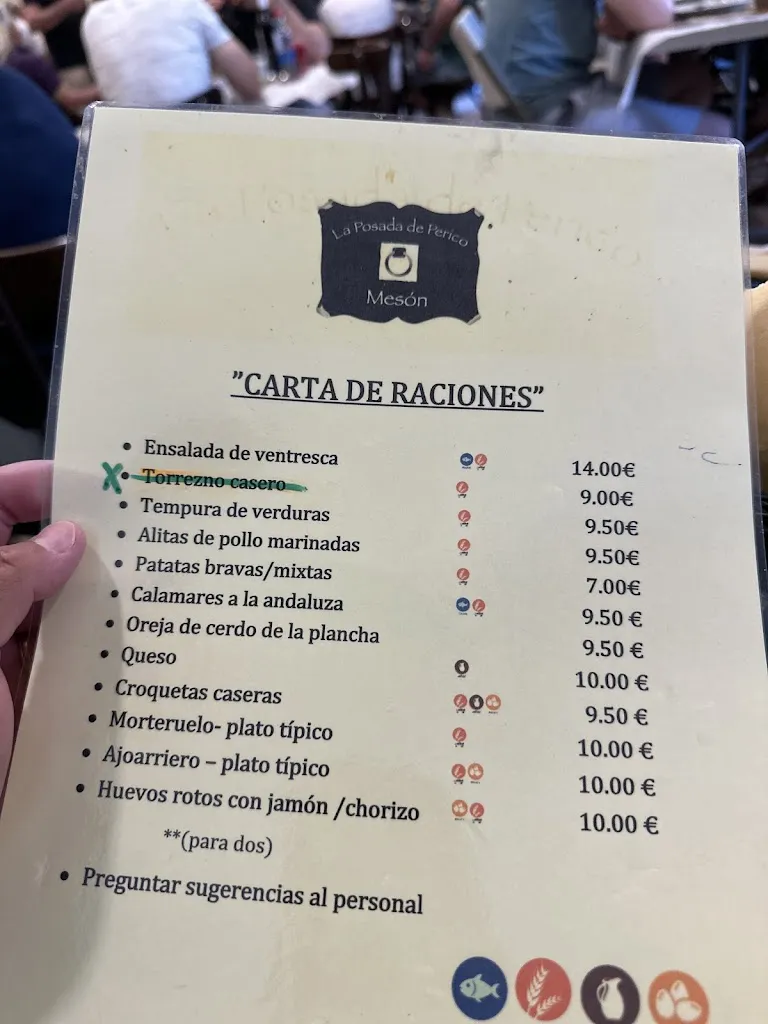 La Posada de Perico
Mesón
"CARTA DE RACIONES"
• Ensalada de ventresca 14.00€
X • Torrezno casero 9.00€
• Tempura de verduras 9.50€
• Alitas de pollo marinadas 9.50€
• Patatas bravas/mixtas 7.00€
• Calamares a la andaluza 9.50 €
• Oreja de cerdo de la plancha 9.50 €
• Queso 10.00 €
• Croquetas caseras 9.50 €
• Morteruelo- plato típico 10.00 €
• Ajoarriero – plato típico 10.00 €
• Huevos rotos con jamón /chorizo 10.00 €
**(para dos)
• Preguntar sugerencias al personal